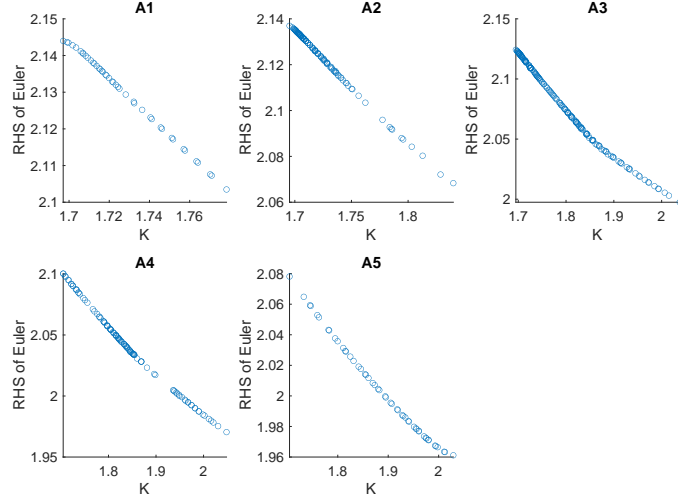 A1
2.15
2.14
2.13
2.12
2.11
2.1
RHS of Euler
1.7 1.72 1.74 1.76
K
A2
2.14
2.12
2.1
2.08
2.06
RHS of Euler
1.7 1.75 1.8
K
A3
2.15
2.1
2.05
2
RHS of Euler
1.7 1.8 1.9 2
K
A4
2.1
2.05
2
1.95
RHS of Euler
1.8 1.9 2
K
A5
2.08
2.06
2.04
2.02
2
1.98
1.96
RHS of Euler
1.8 1.9 2
K